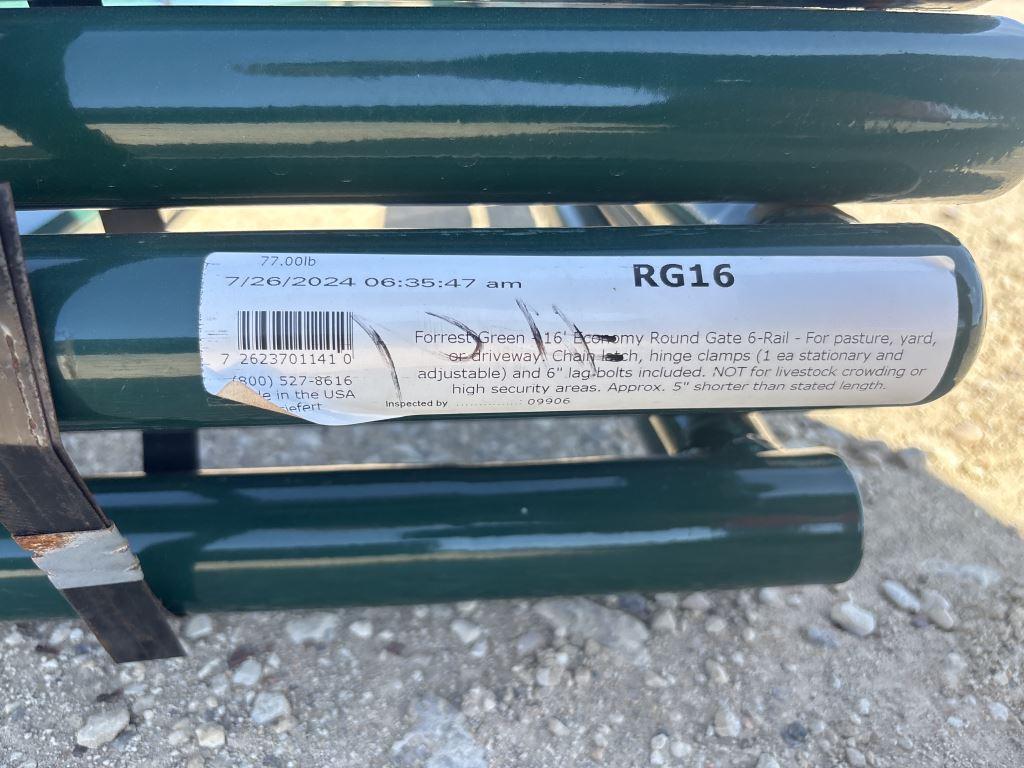 77.00lb
7/26/2024 06:35:47 am
RG16
7 2623701141 0
(800) 527-8616
e in the USA
iefert
Forrest Green - 16' Economy Round Gate 6-Rail - For pasture, yard,
or driveway. Chain latch, hinge clamps (1 ea stationary and
adjustable) and 6" lag bolts included. NOT for livestock crowding or
high security areas. Approx. 5" shorter than stated length.
Inspected by ................: 09906